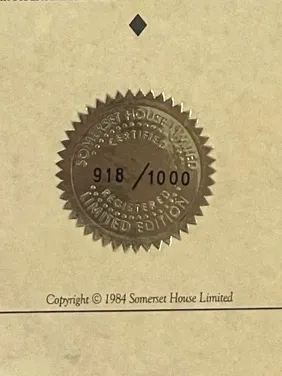 SOMERSET HOUSE LIMITED
CERTIFIED
918 / 1000
REGISTERED
LIMITED EDITION
Copyright © 1984 Somerset House Limited